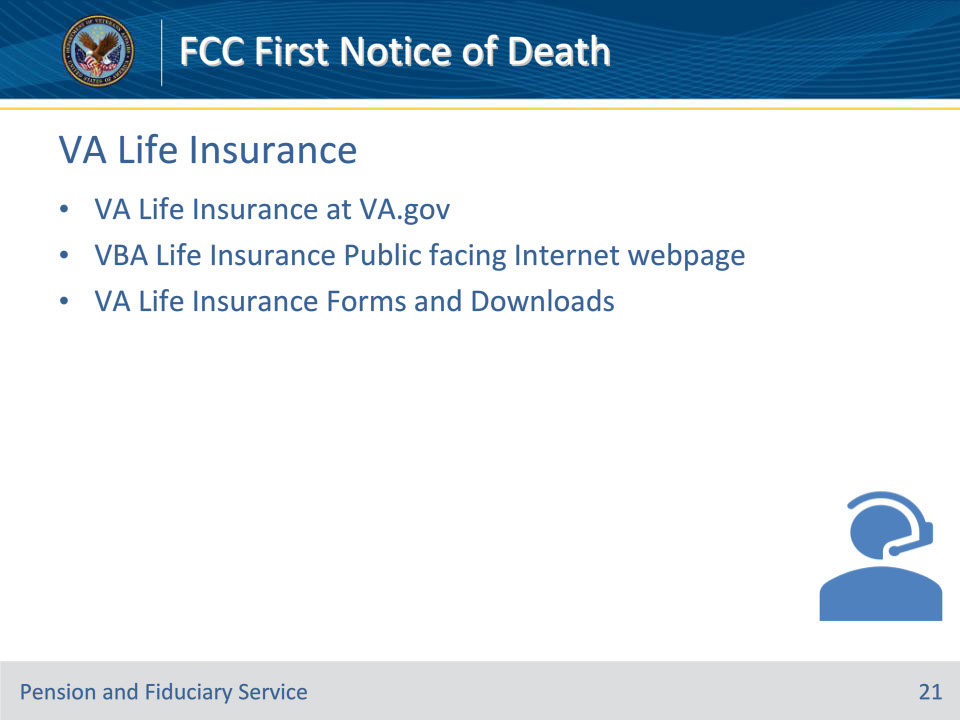 FCC First Notice of Death
VA Life Insurance
• VA Life Insurance at VA.gov
• VBA Life Insurance Public facing Internet webpage
• VA Life Insurance Forms and Downloads
Pension and Fiduciary Service
21